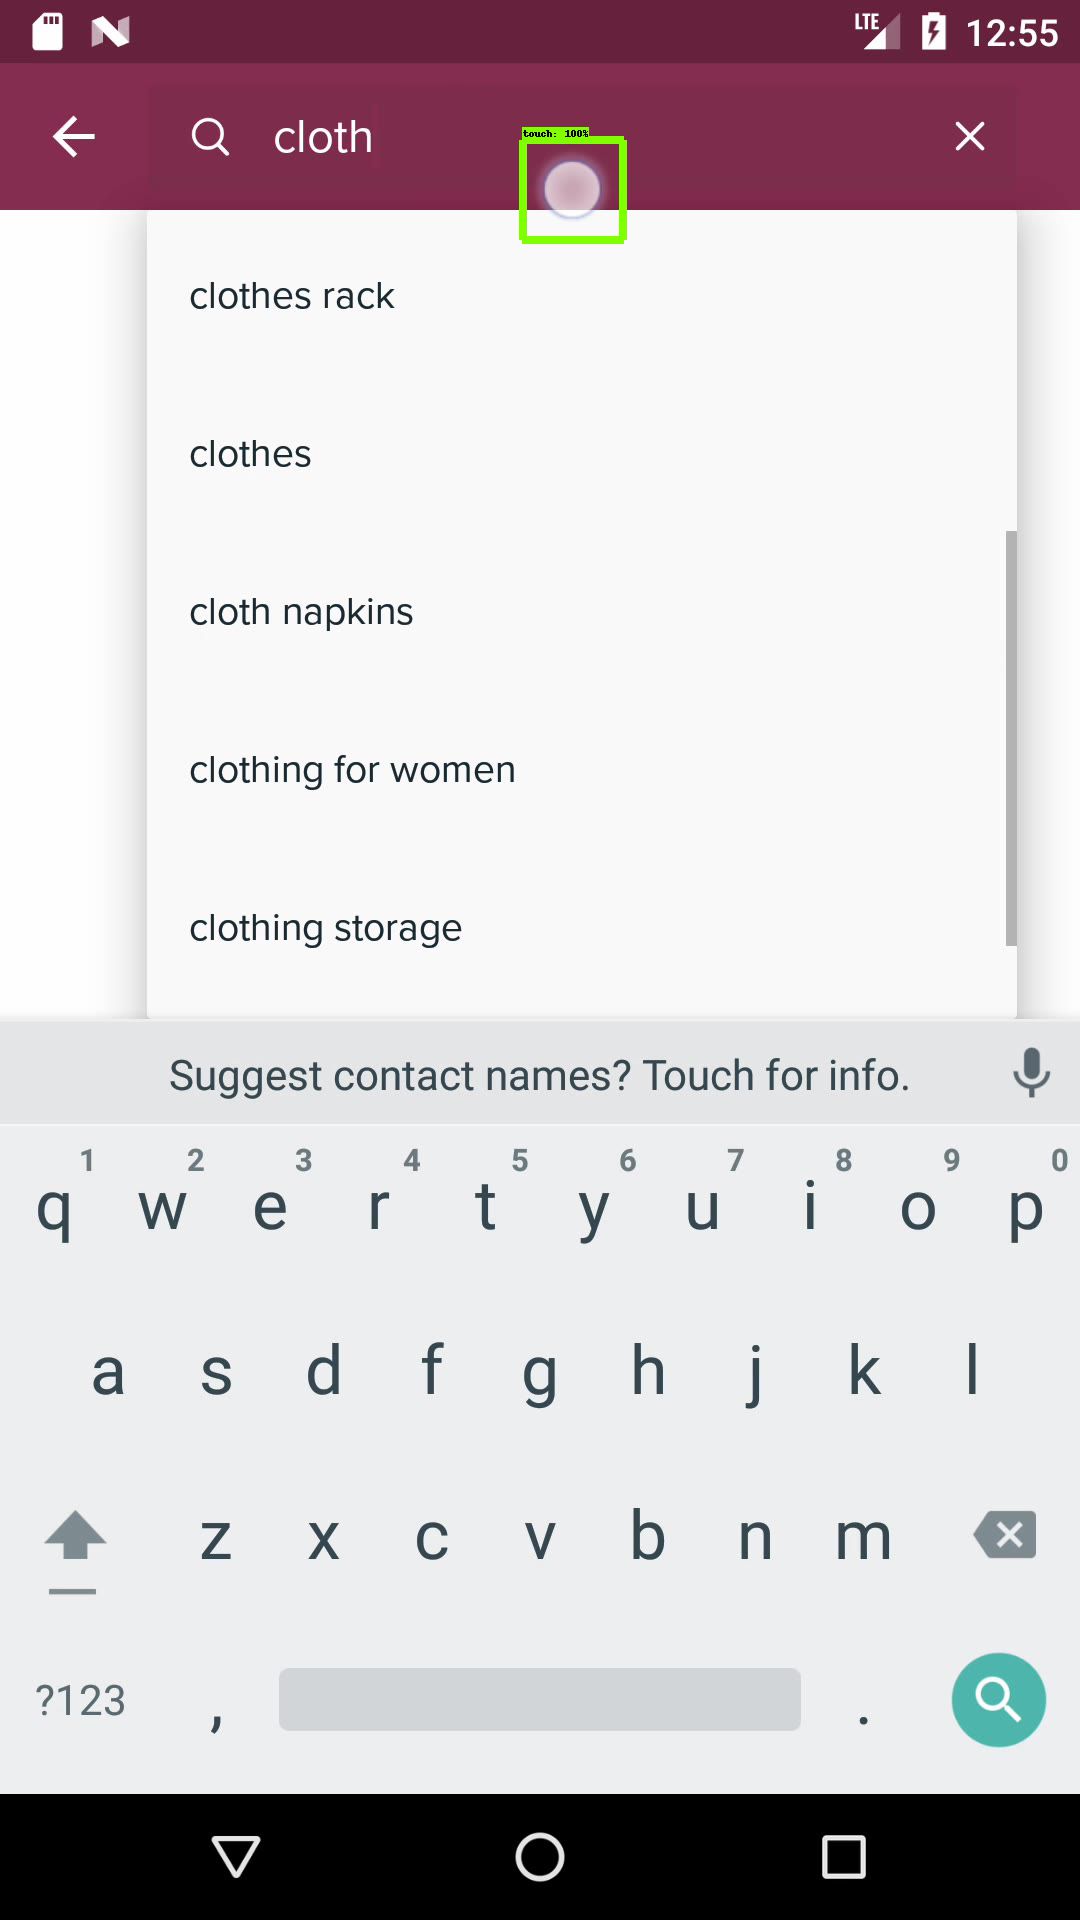 LTE 12:55
cloth
touch: 100%
clothes rack
clothes
cloth napkins
clothing for women
clothing storage
Suggest contact names? Touch for info.
1 2 3 4 5 6 7 8 9 0
q w e r t y u i o p
a s d f g h j k l
z x c v b n m
?123 , .